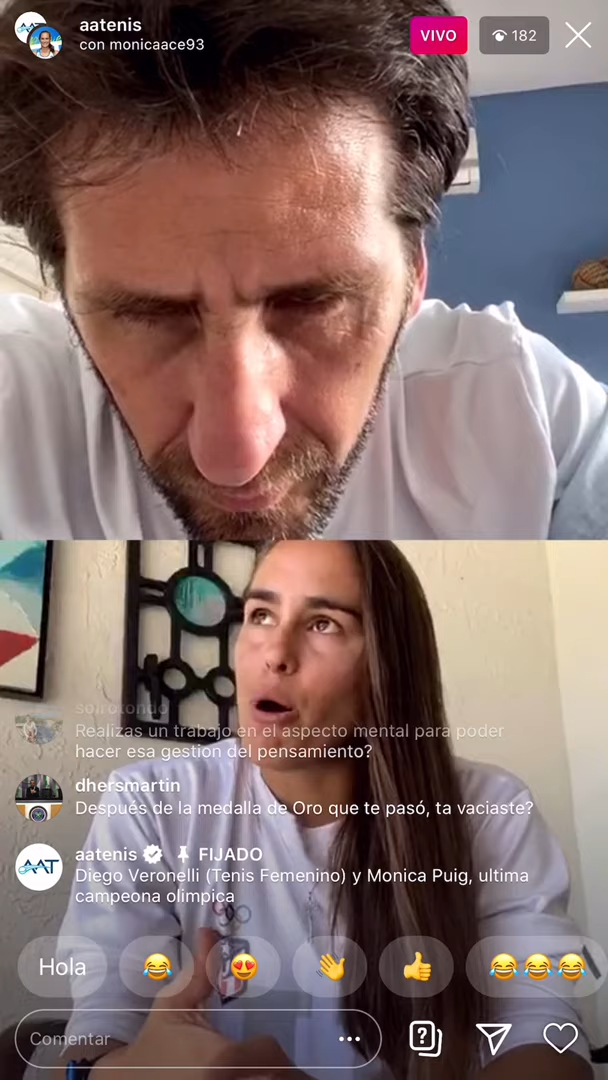 aatenis
con monicaace93
VIVO
182
solrotondo
Realizas un trabajo en el aspecto mental para poder
hacer esa gestion del pensamiento?
dhersmartin
Después de la medalla de Oro que te pasó, ta vaciaste?
AAT
aatenis FIJADO
Diego Veronelli (Tenis Femenino) y Monica Puig, ultima
campeona olimpica
Hola
Comentar